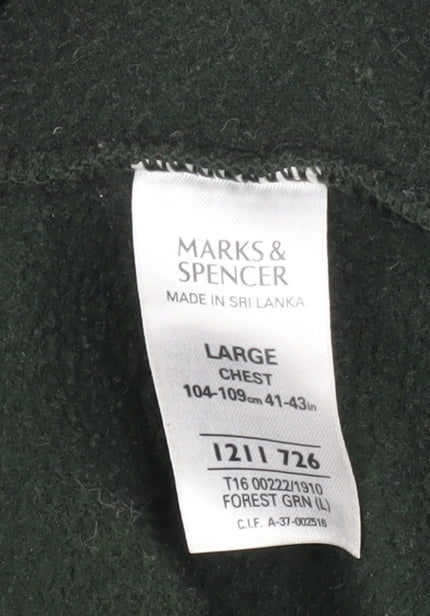 MARKS &
SPENCER
MADE IN SRI LANKA
LARGE
CHEST
104-109cm 41-43in
1211 726
T16 00222/1910
FOREST GRN (L)
C.I.F. A-37-002516